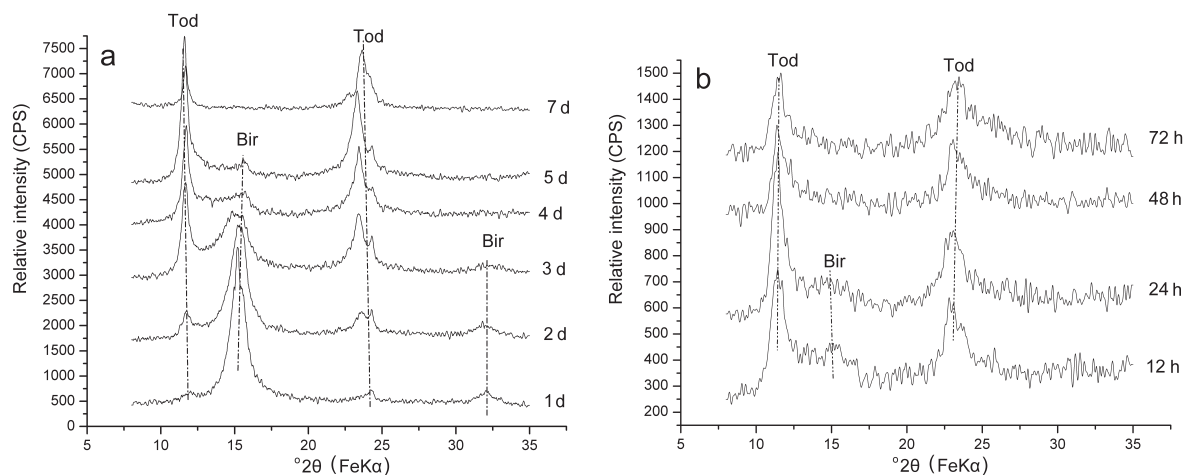 a
Tod
Tod
Bir
Bir
7 d
5 d
4 d
3 d
2 d
1 d
Relative intensity (CPS)
7500
7000
6500
6000
5500
5000
4500
4000
3500
3000
2500
2000
1500
1000
500
0
5 10 15 20 25 30 35
°2θ (FeKα)
b
Tod
Tod
Bir
72 h
48 h
24 h
12 h
Relative intensity (CPS)
1500
1400
1300
1200
1100
1000
900
800
700
600
500
400
300
200
5 10 15 20 25 30 35
°2θ (FeKα)